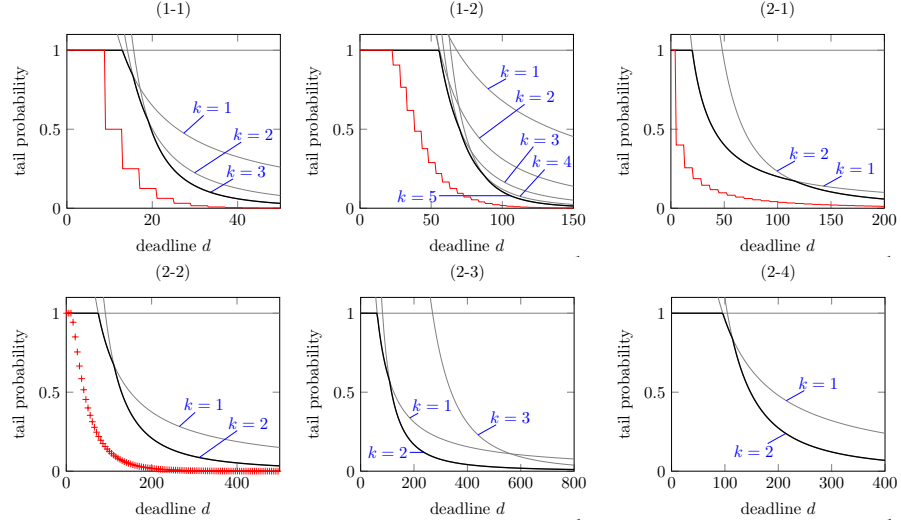 (1-1) (1-2) (2-1)
tail probability
1
0.5
0
k = 1
k = 2
k = 3
0 20 40
deadline d
tail probability
1
0.5
0
k = 1
k = 2
k = 3
k = 4
k = 5
0 50 100 150
deadline d
tail probability
1
0.5
0
k = 2
k = 1
0 50 100 150 200
deadline d
(2-2) (2-3) (2-4)
tail probability
1
0.5
0
k = 1
k = 2
0 200 400
deadline d
tail probability
1
0.5
0
k = 1
k = 3
k = 2
0 200 400 600 800
deadline d
tail probability
1
0.5
0
k = 1
k = 2
0 100 200 300 400
deadline d